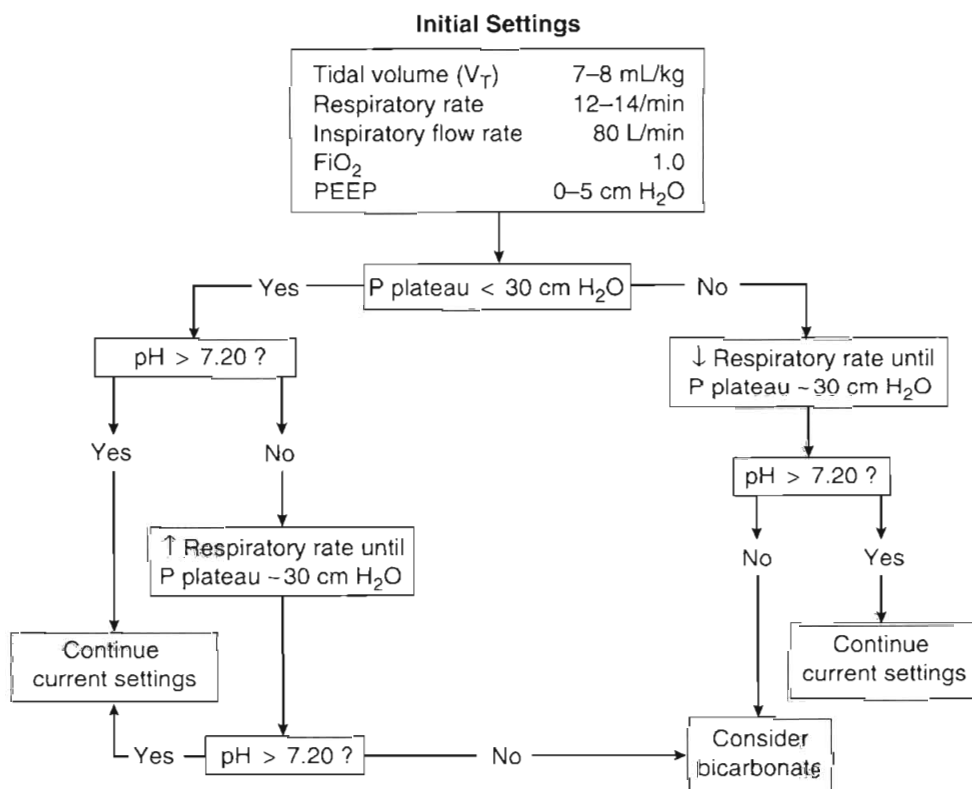 Initial Settings
Tidal volume (V_T) 7–8 mL/kg
Respiratory rate 12–14/min
Inspiratory flow rate 80 L/min
FiO₂ 1.0
PEEP 0–5 cm H₂O
Yes
P plateau < 30 cm H₂O
No
pH > 7.20 ?
↓ Respiratory rate until
P plateau ~30 cm H₂O
Yes
No
pH > 7.20 ?
↑ Respiratory rate until
P plateau ~30 cm H₂O
No
Yes
Continue
current settings
Continue
current settings
Yes
pH > 7.20 ?
No
Consider
bicarbonate